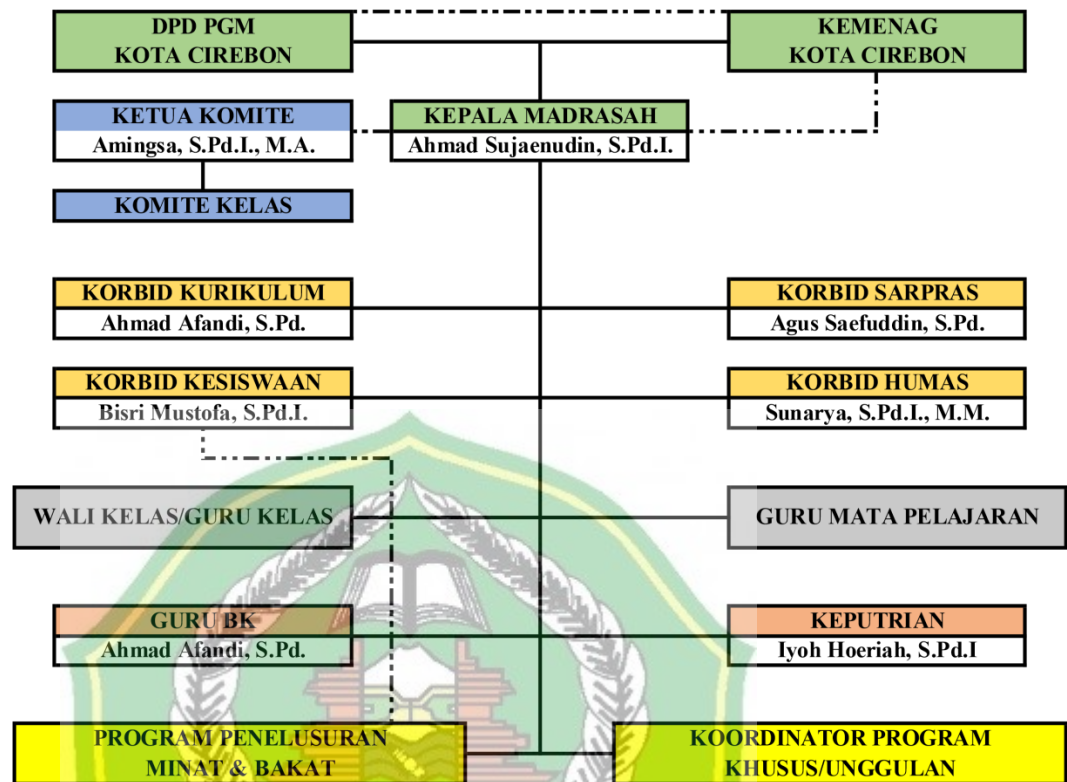 DPD PGM
KOTA CIREBON
KEMENAG
KOTA CIREBON
KETUA KOMITE
Amingsa, S.Pd.I., M.A.
KEPALA MADRASAH
Ahmad Sujaenudin, S.Pd.I.
KOMITE KELAS
KORBID KURIKULUM
Ahmad Afandi, S.Pd.
KORBID SARPRAS
Agus Saefuddin, S.Pd.
KORBID KESISWAAN
Bisri Mustofa, S.Pd.I.
KORBID HUMAS
Sunarya, S.Pd.I., M.M.
WALI KELAS/GURU KELAS
GURU MATA PELAJARAN
GURU BK
Ahmad Afandi, S.Pd.
KEPUTRIAN
Iyoh Hoeriah, S.Pd.I
PROGRAM PENELUSURAN
MINAT & BAKAT
KOORDINATOR PROGRAM
KHUSUS/UNGGULAN